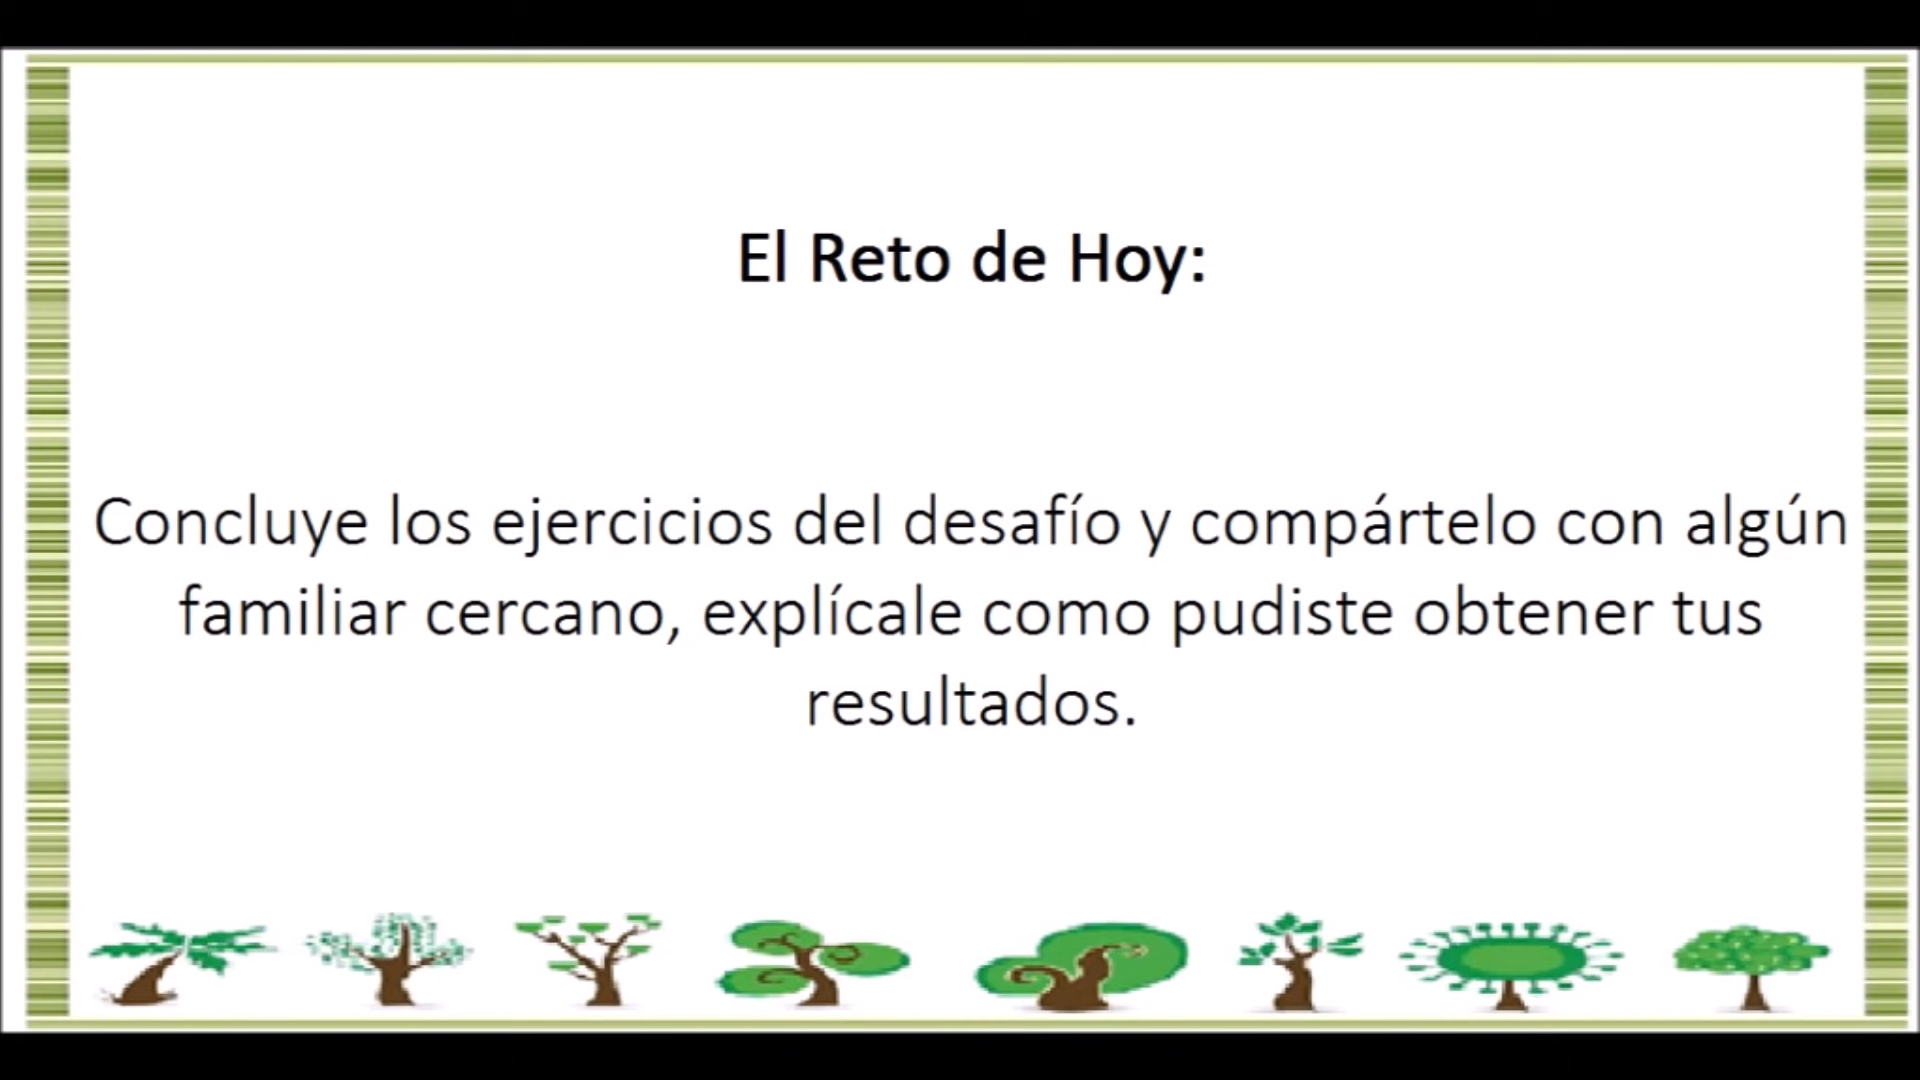 El Reto de Hoy:
Concluye los ejercicios del desafío y compártelo con algún
familiar cercano, explícale como pudiste obtener tus
resultados.